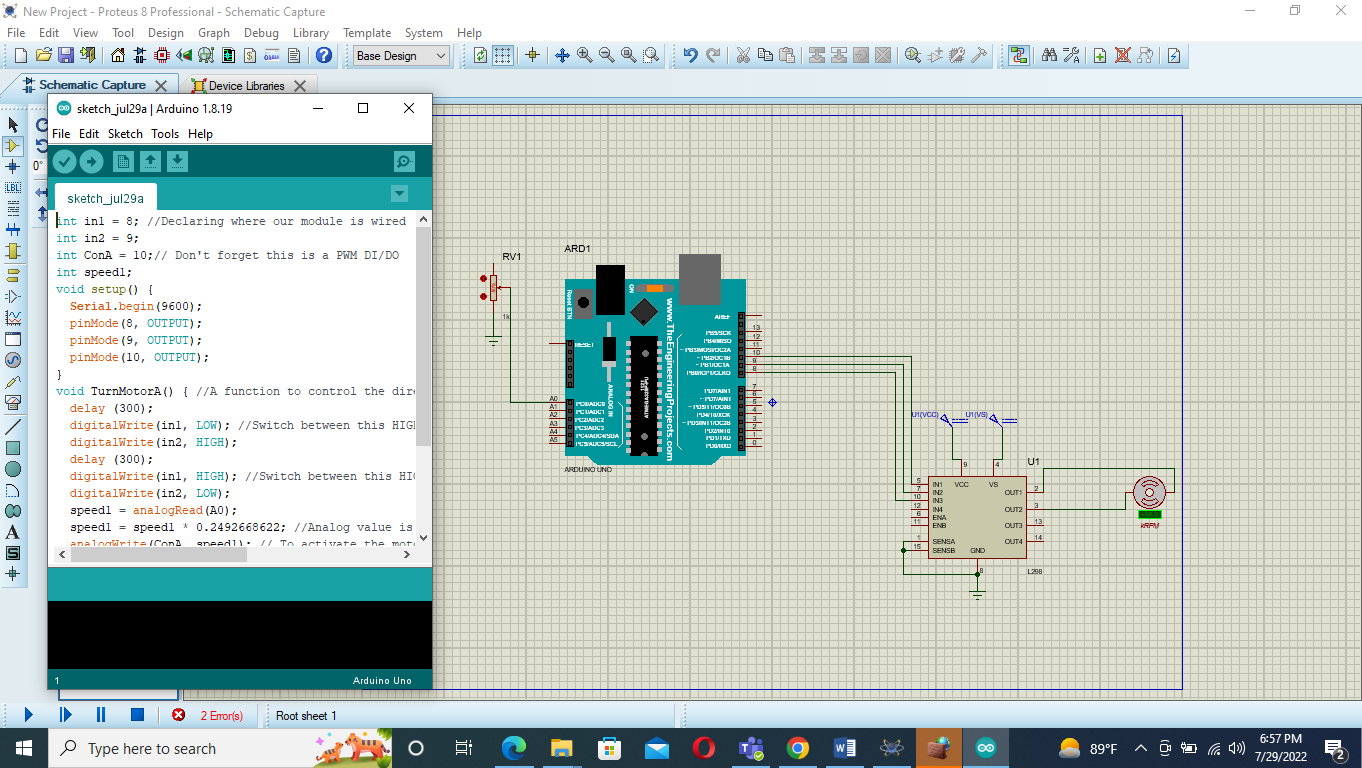 New Project - Proteus 8 Professional - Schematic Capture
File Edit View Tool Design Graph Debug Library Template System Help
Base Design
Schematic Capture
Device Libraries
sketch_jul29a | Arduino 1.8.19
File Edit Sketch Tools Help
sketch_jul29a
int in1 = 8; //Declaring where our module is wired
int in2 = 9;
int ConA = 10;// Don't forget this is a PWM DI/DO
int speed1;
void setup() {
Serial.begin(9600);
pinMode(8, OUTPUT);
pinMode(9, OUTPUT);
pinMode(10, OUTPUT);
}
void TurnMotorA() { //A function to control the dire
delay (300);
digitalWrite(in1, LOW); //Switch between this HIGH
digitalWrite(in2, HIGH);
delay (300);
digitalWrite(in1, HIGH); //Switch between this HIG
digitalWrite(in2, LOW);
speed1 = analogRead(A0);
speed1 = speed1 * 0.2492668622; //Analog value is
analogWrite(ConA, speed1); // To activate the mot
1
Arduino Uno
0°
LBL
RV1
1k
ARD1
Reset BTN
ON
www.TheEngineeringProjects.com
ANALOG IN
RESET
AREF
13
12
11
10
9
8
7
6
5
4
3
2
1
0
PB5/SCK
PB4/MISO
~ PB3/MOSI/OC2A
~ PB2/OC1B
~ PB1/OC1A
PB0/ICP1/CLKO
PD7/AIN1
~ PD6/AIN1
~ PD5/T1/OC0B
PD4/T0/XCK
~ PD3/INT1/OC2B
PD2/INT0
PD1/TXD
PD0/RXD
A0 PC0/ADC0
A1 PC1/ADC1
A2 PC2/ADC2
A3 PC3/ADC3
A4 PC4/ADC4/SDA
A5 PC5/ADC5/SCL
ARDUINO UNO
U1(VCC)
U1(VS)
U1
9
4
VCC VS
5 IN1
7 IN2
10 IN3
12 IN4
6 ENA
11 ENB
1 SENSA
15 SENSB
GND
8
OUT1 2
OUT2 3
OUT3 13
OUT4 14
L298
kRPM
2 Error(s)
Root sheet 1
Type here to search
89°F
6:57 PM
7/29/2022
2